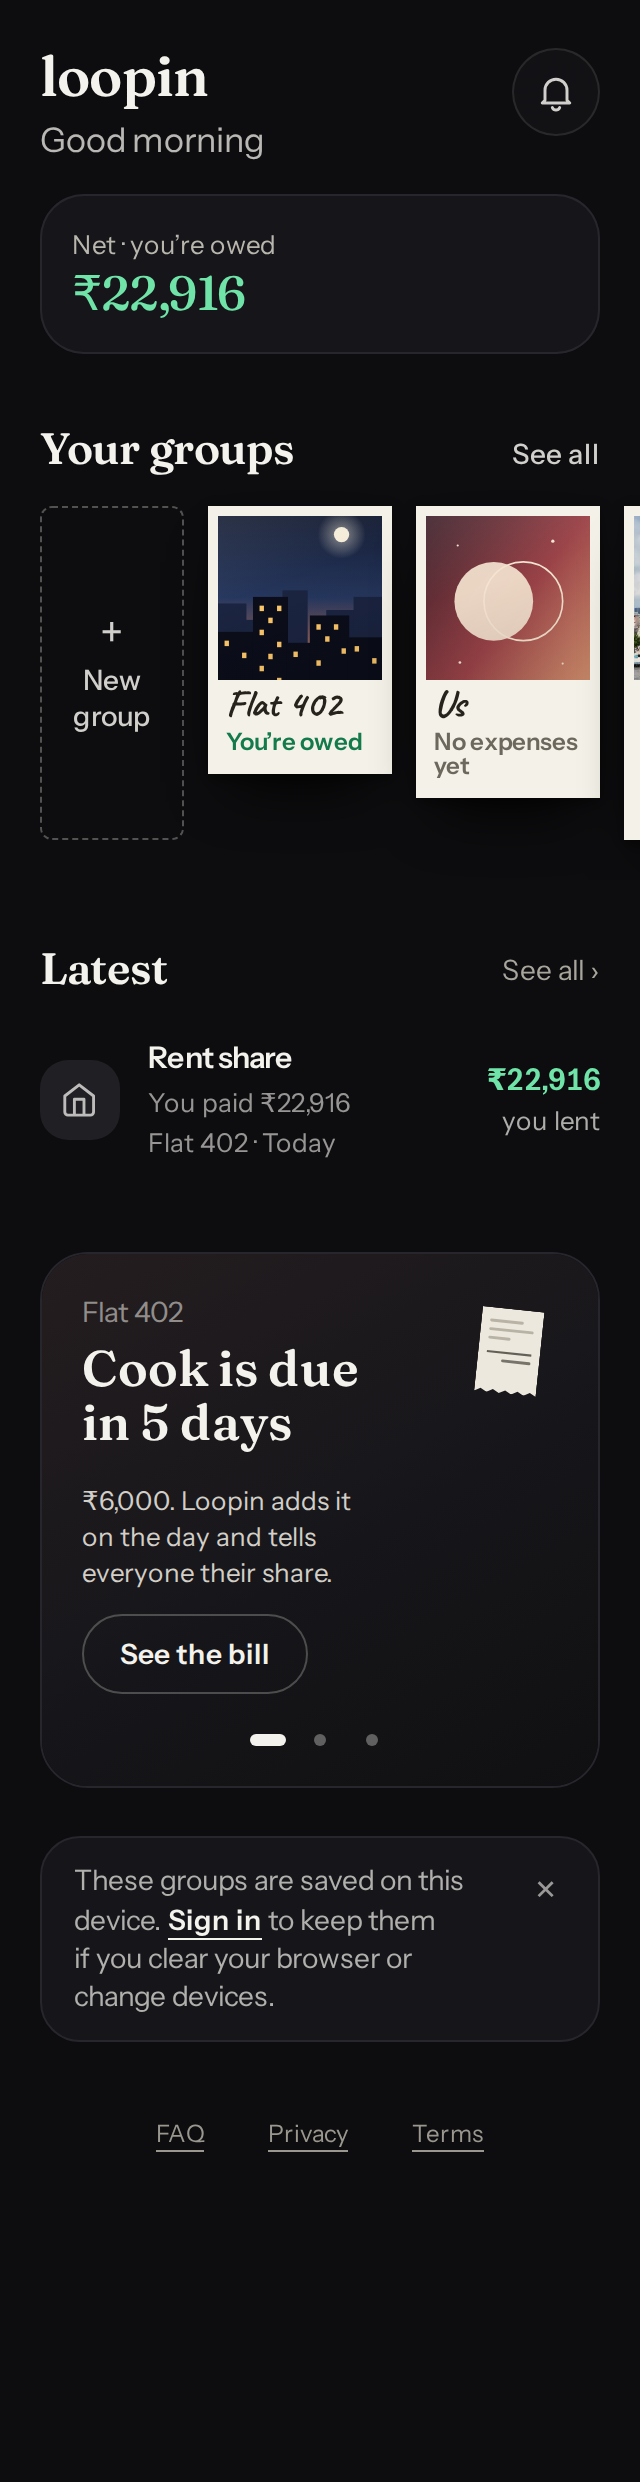 loopin
Good morning
Net · you’re owed
₹22,916
Your groups
See all
+
New
group
Flat 402
You’re owed
Us
No expenses
yet
Latest
See all ›
Rent share
You paid ₹22,916
Flat 402 · Today
₹22,916
you lent
Flat 402
Cook is due
in 5 days
₹6,000. Loopin adds it
on the day and tells
everyone their share.
See the bill
These groups are saved on this
device. Sign in to keep them
if you clear your browser or
change devices.
×
FAQ
Privacy
Terms